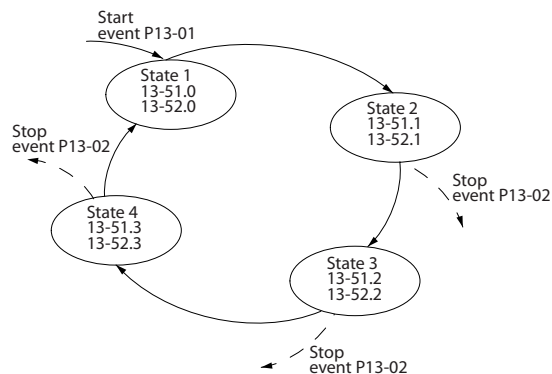 Start
event P13-01
State 1
13-51.0
13-52.0
State 2
13-51.1
13-52.1
Stop
event P13-02
Stop
event P13-02
State 4
13-51.3
13-52.3
State 3
13-51.2
13-52.2
Stop
event P13-02